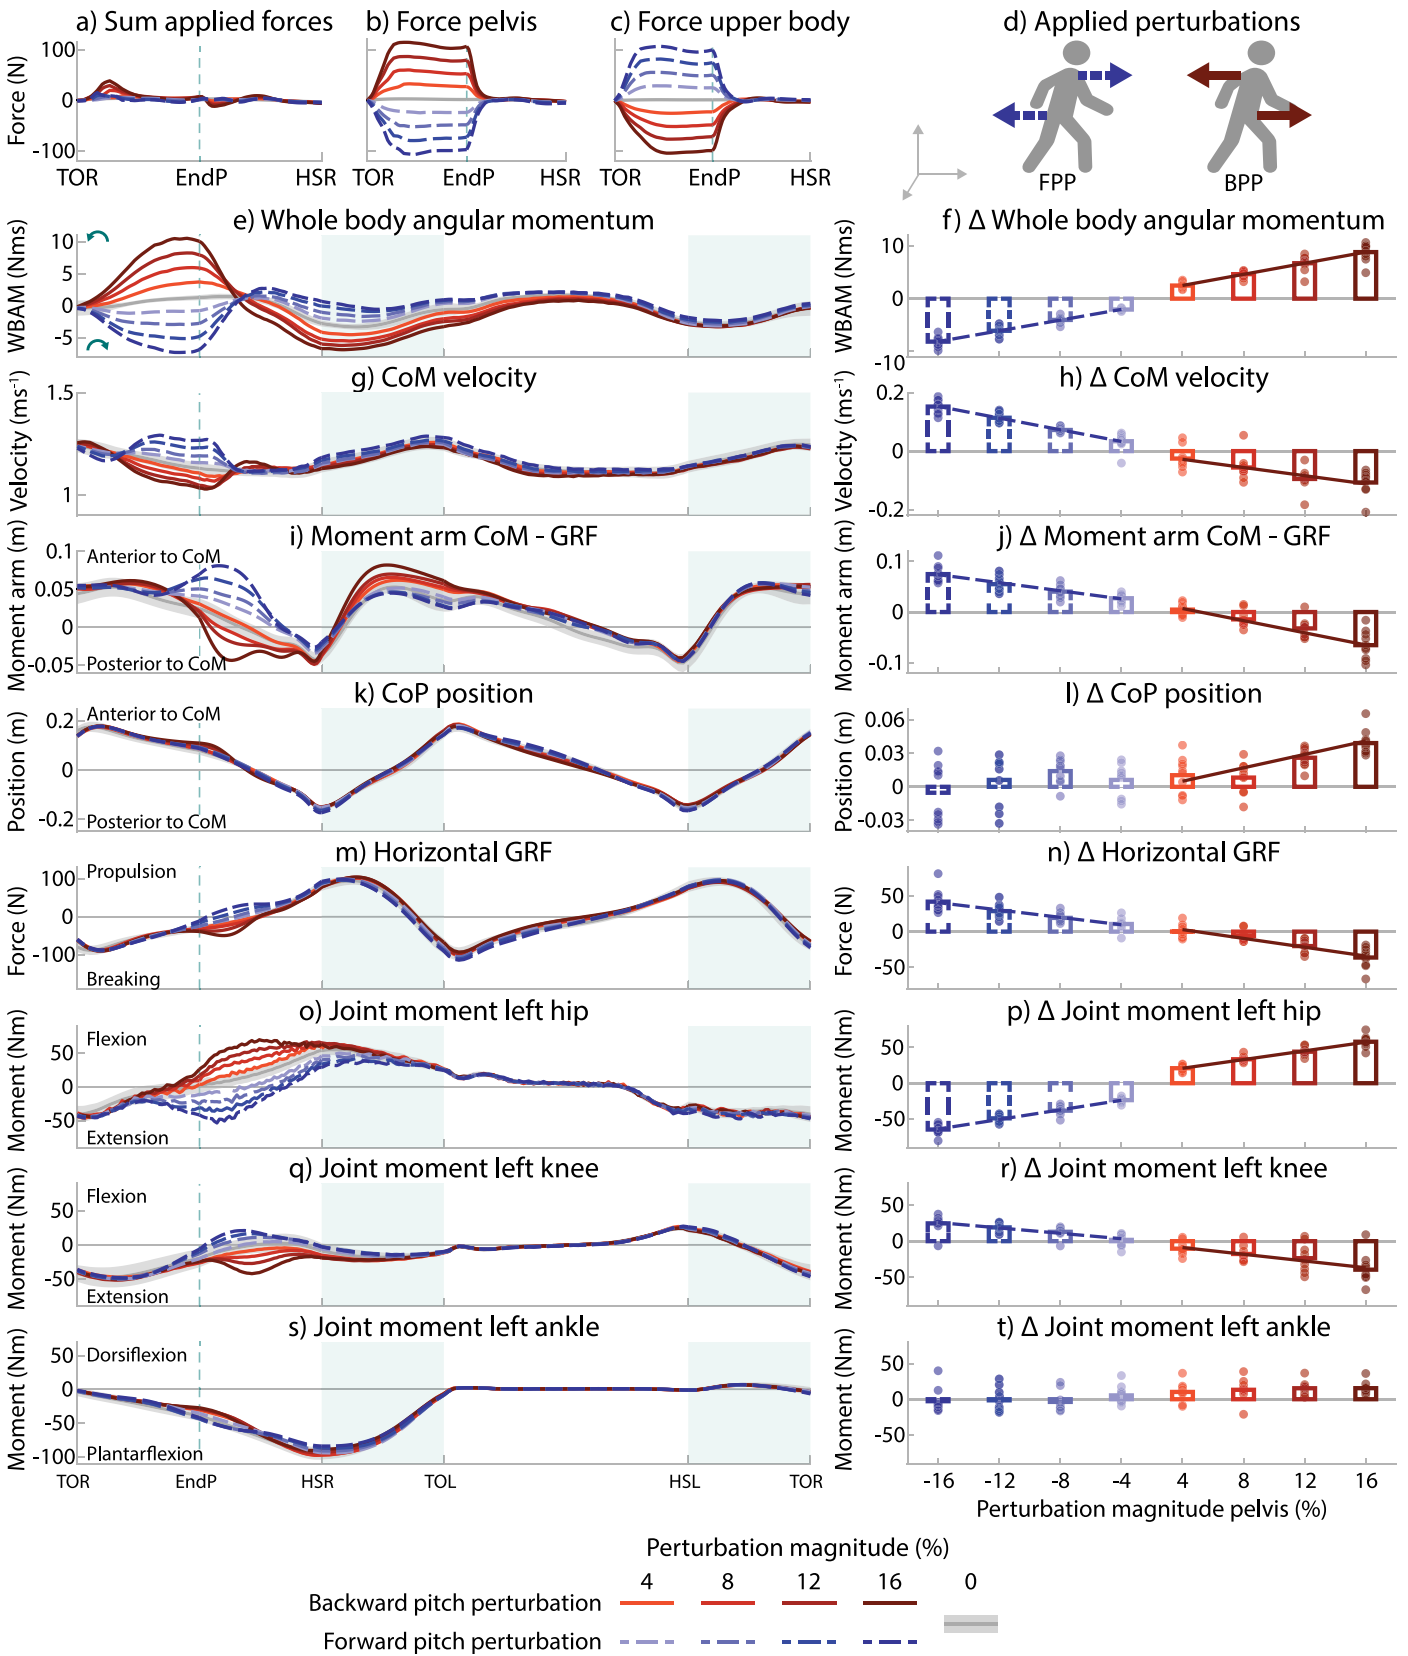 a) Sum applied forces
b) Force pelvis
c) Force upper body
d) Applied perturbations
Force (N)
100
0
-100
TOR EndP HSR
TOR EndP HSR
TOR EndP HSR
FPP
BPP
e) Whole body angular momentum
WBAM (Nms)
10
5
0
-5
f) Δ Whole body angular momentum
WBAM (Nms)
10
0
-10
g) CoM velocity
Velocity (ms⁻¹)
1.5
1
h) Δ CoM velocity
Velocity (ms⁻¹)
0.2
0
-0.2
i) Moment arm CoM - GRF
Moment arm (m)
0.1
0.05
0
-0.05
Anterior to CoM
Posterior to CoM
j) Δ Moment arm CoM - GRF
Moment arm (m)
0.1
0
-0.1
k) CoP position
Position (m)
0.2
0
-0.2
Anterior to CoM
Posterior to CoM
l) Δ CoP position
Position (m)
0.06
0.03
0
-0.03
m) Horizontal GRF
Force (N)
100
0
-100
Propulsion
Breaking
n) Δ Horizontal GRF
Force (N)
50
0
-50
o) Joint moment left hip
Moment (Nm)
50
0
-50
Flexion
Extension
p) Δ Joint moment left hip
Moment (Nm)
50
0
-50
q) Joint moment left knee
Moment (Nm)
50
0
-50
Flexion
Extension
r) Δ Joint moment left knee
Moment (Nm)
50
0
-50
s) Joint moment left ankle
Moment (Nm)
50
0
-50
-100
Dorsiflexion
Plantarflexion
TOR EndP HSR TOL HSL TOR
t) Δ Joint moment left ankle
Moment (Nm)
50
0
-50
-16 -12 -8 -4 4 8 12 16
Perturbation magnitude pelvis (%)
Perturbation magnitude (%)
4 8 12 16 0
Backward pitch perturbation
Forward pitch perturbation